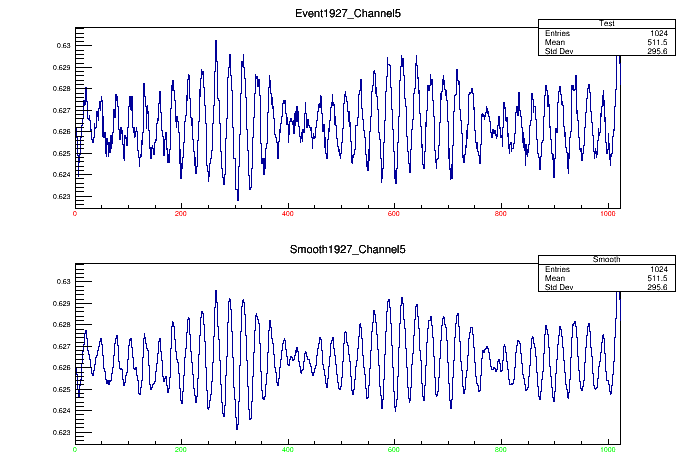 Event1927_Channel5
Test
Entries 1024
Mean 511.5
Std Dev 295.6
0.63
0.629
0.628
0.627
0.626
0.625
0.624
0.623
0 200 400 600 800 1000
Smooth1927_Channel5
Smooth
Entries 1024
Mean 511.5
Std Dev 295.6
0.63
0.629
0.628
0.627
0.626
0.625
0.624
0.623
0 200 400 600 800 1000